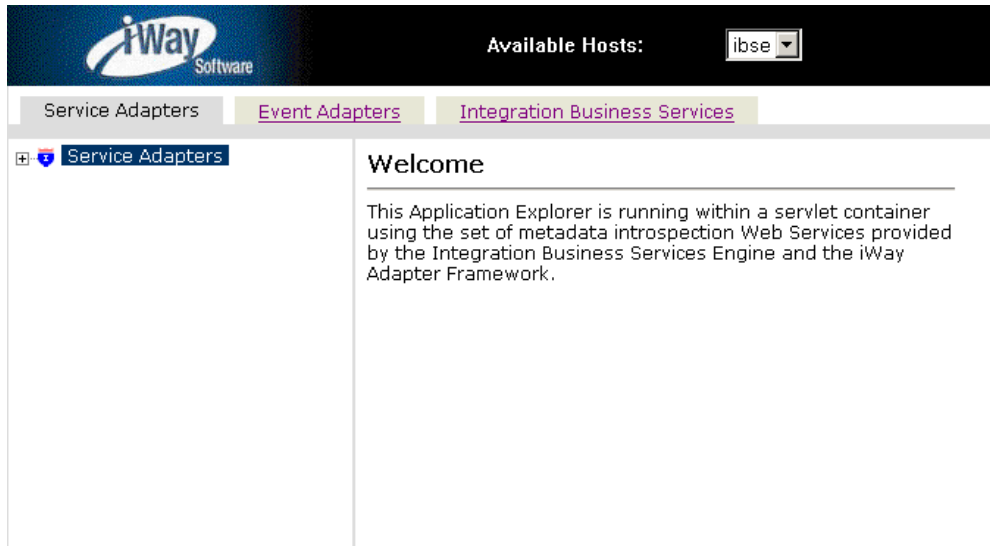 iWay
Software
Available Hosts:
ibse
Service Adapters
Event Adapters
Integration Business Services
Service Adapters
Welcome
This Application Explorer is running within a servlet container
using the set of metadata introspection Web Services provided
by the Integration Business Services Engine and the iWay
Adapter Framework.